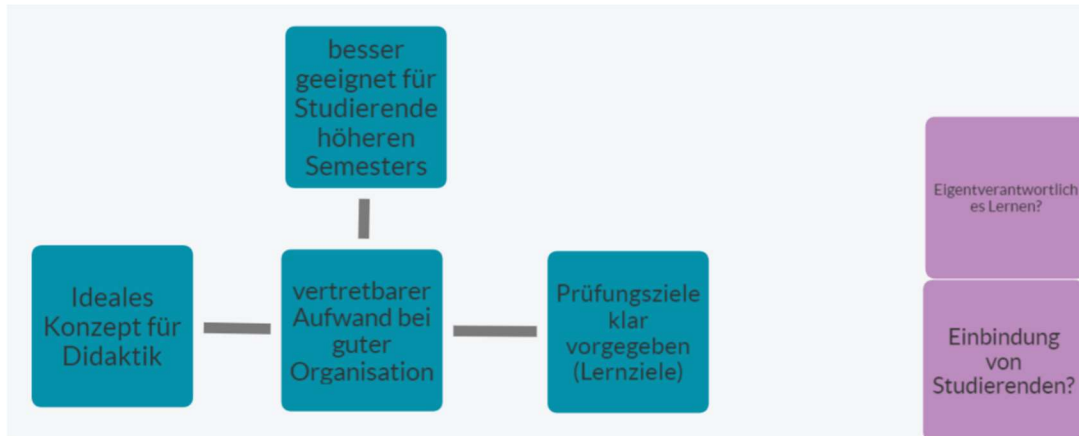 besser
geeignet für
Studierende
höheren
Semesters
Ideales
Konzept für
Didaktik
vertretbarer
Aufwand bei
guter
Organisation
Prüfungsziele
klar
vorgegeben
(Lernziele)
Eigentverantwortlich
es Lernen?
Einbindung
von
Studierenden?